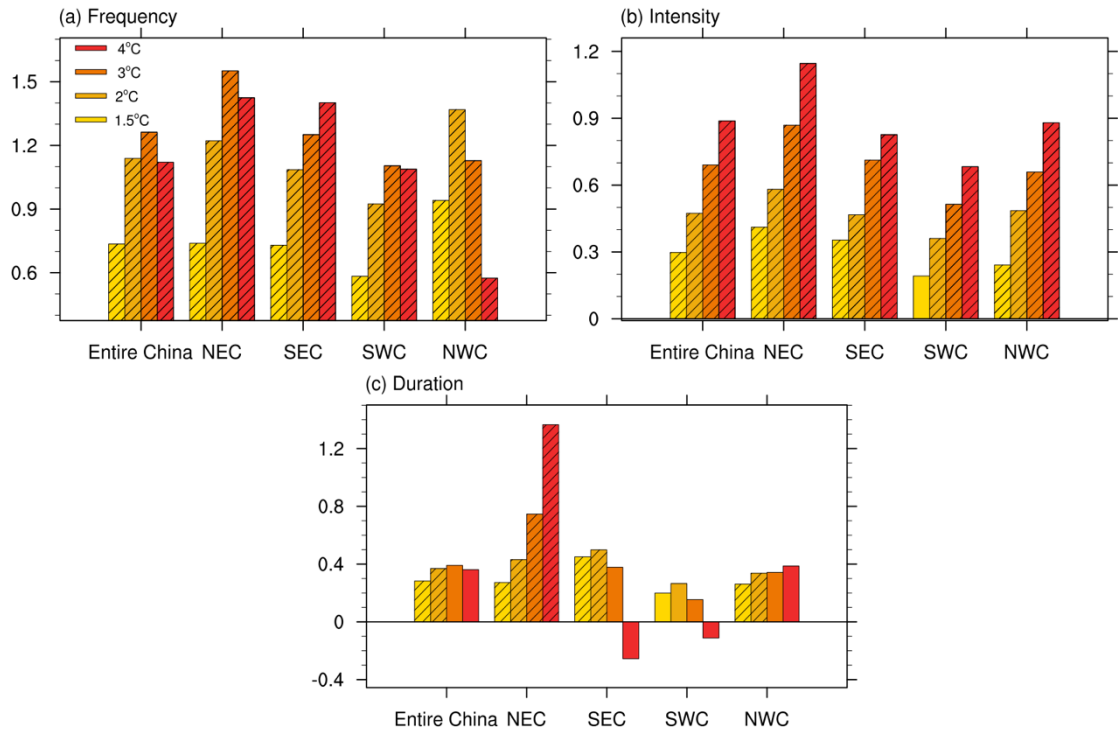 (a) Frequency
4°C
3°C
2°C
1.5°C
1.5
1.2
0.9
0.6
Entire China NEC SEC SWC NWC
(b) Intensity
1.2
0.9
0.6
0.3
0
Entire China NEC SEC SWC NWC
(c) Duration
1.2
0.8
0.4
0
-0.4
Entire China NEC SEC SWC NWC